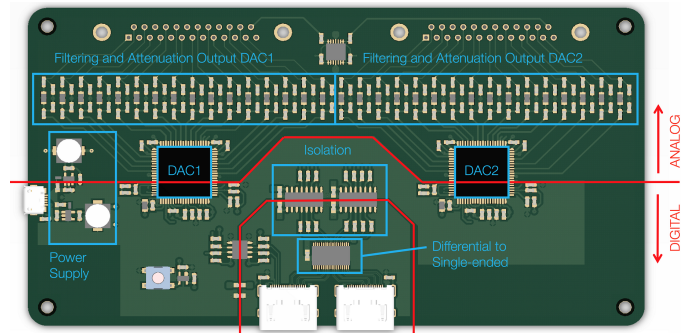 Filtering and Attenuation Output DAC1
Filtering and Attenuation Output DAC2
ANALOG
Isolation
DAC1
DAC2
DIGITAL
Power
Supply
Differential to
Single-ended